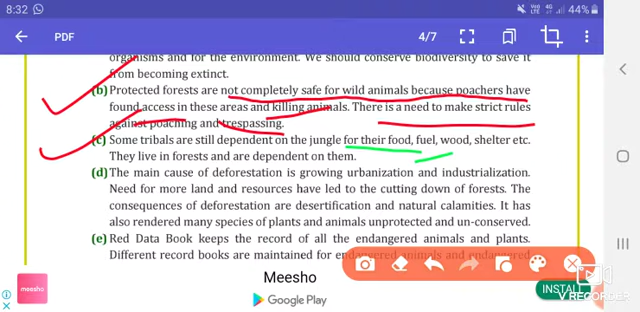 8:32
44%
PDF
4/7
organisms and for the environment. We should conserve biodiversity to save it
from becoming extinct.
(b) Protected forests are not completely safe for wild animals because poachers have
found access in these areas and killing animals. There is a need to make strict rules
against poaching and trespassing.
(c) Some tribals are still dependent on the jungle for their food, fuel, wood, shelter etc.
They live in forests and are dependent on them.
(d) The main cause of deforestation is growing urbanization and industrialization.
Need for more land and resources have led to the cutting down of forests. The
consequences of deforestation are desertification and natural calamities. It has
also rendered many species of plants and animals unprotected and un-conserved.
(e) Red Data Book keeps the record of all the endangered animals and plants.
Different record books are maintained for endangered animals and endangered
meesho
Meesho
Google Play
INSTALL
RECORDER